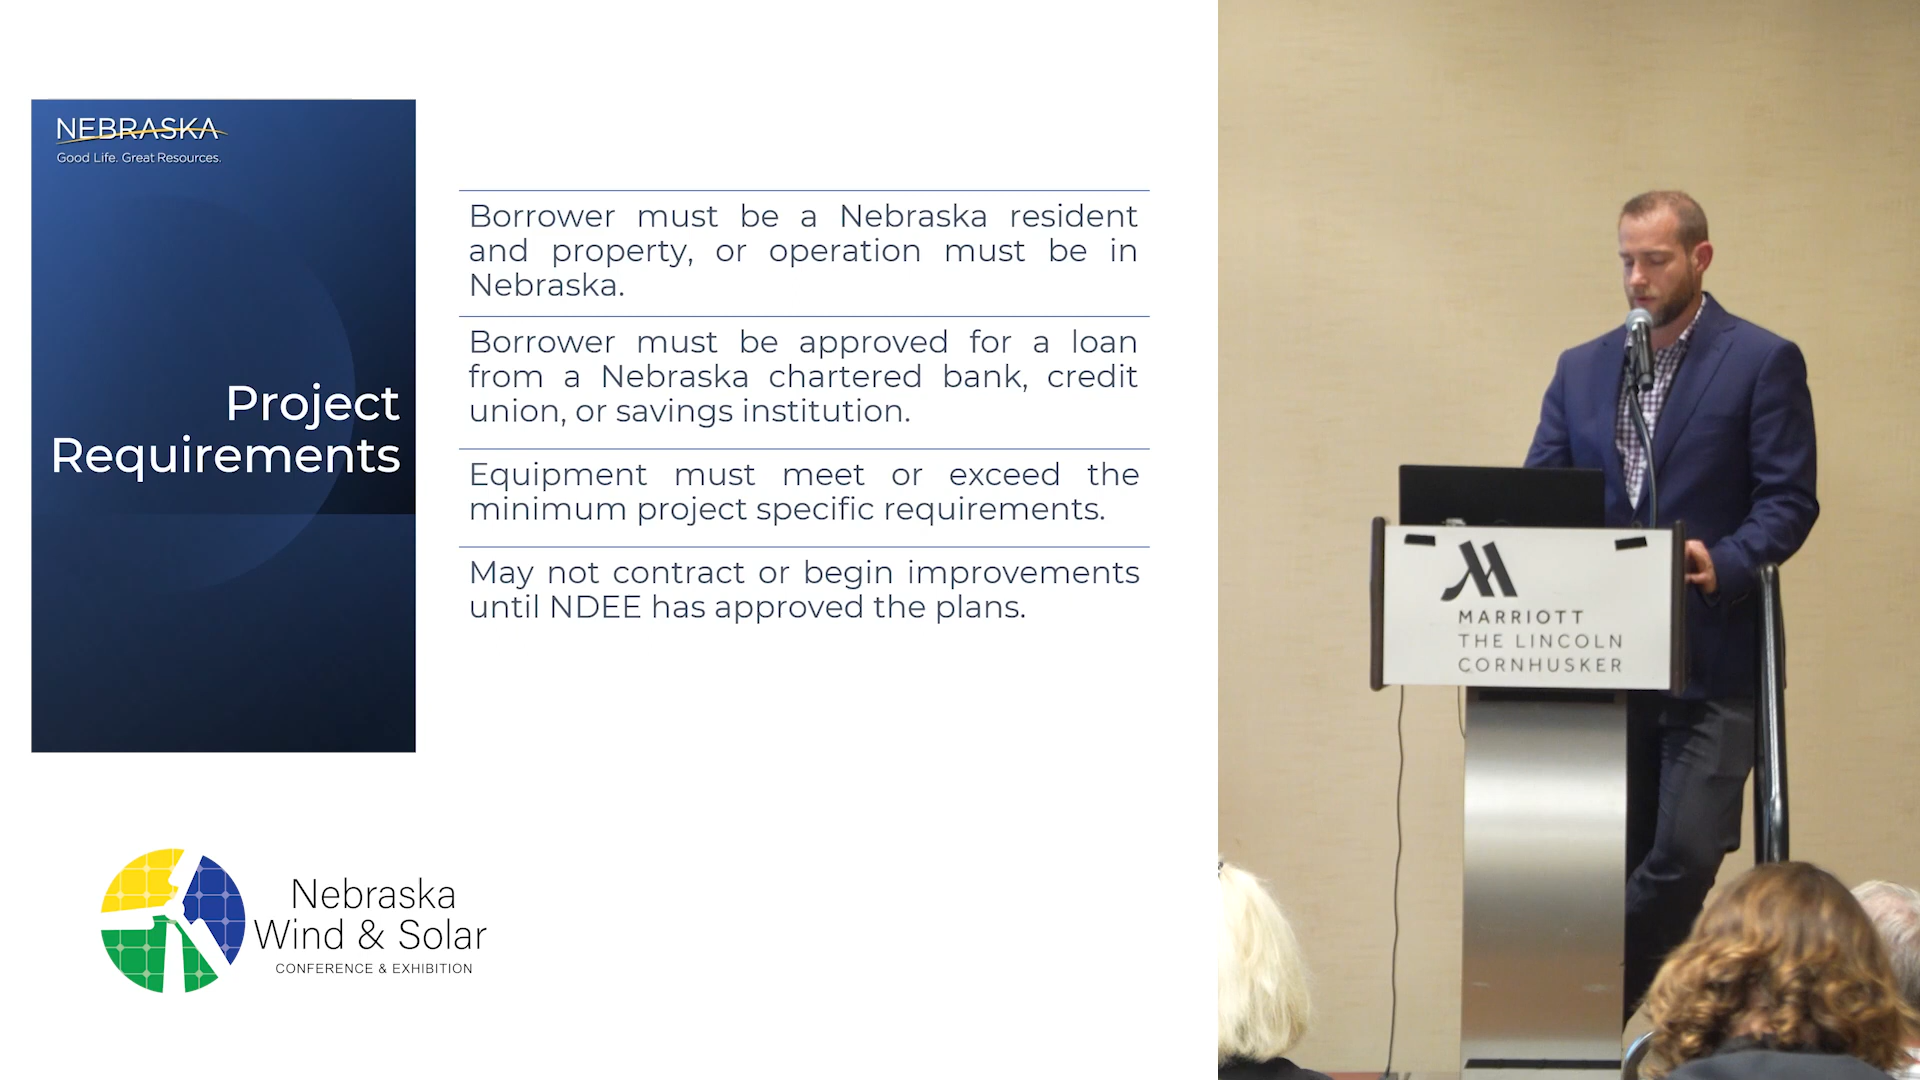 NEBRASKA
Good Life. Great Resources.
Project
Requirements
Borrower must be a Nebraska resident
and property, or operation must be in
Nebraska.
Borrower must be approved for a loan
from a Nebraska chartered bank, credit
union, or savings institution.
Equipment must meet or exceed the
minimum project specific requirements.
May not contract or begin improvements
until NDEE has approved the plans.
Nebraska
Wind & Solar
CONFERENCE & EXHIBITION
MARRIOTT
THE LINCOLN
CORNHUSKER